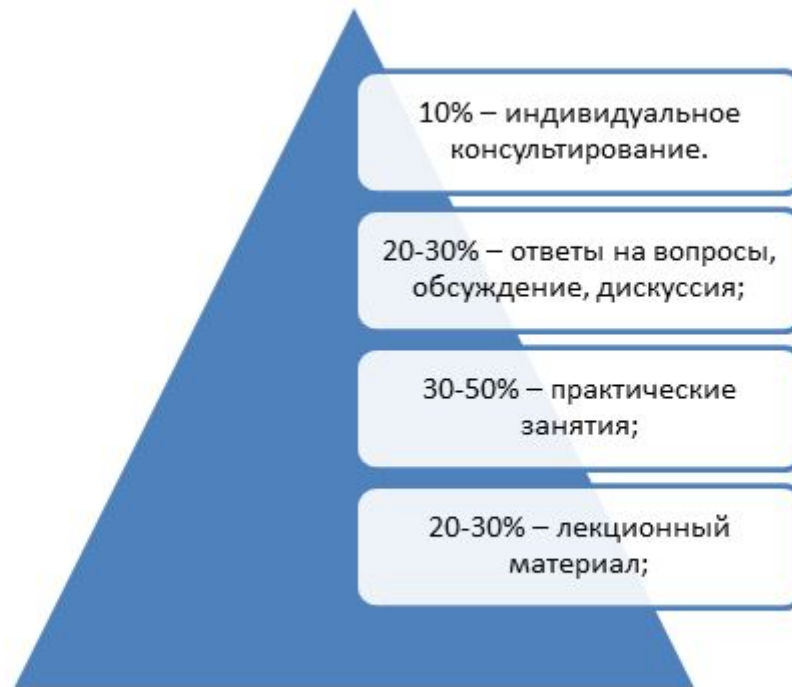 10% – индивидуальное
консультирование.
20-30% – ответы на вопросы,
обсуждение, дискуссия;
30-50% – практические
занятия;
20-30% – лекционный
материал;